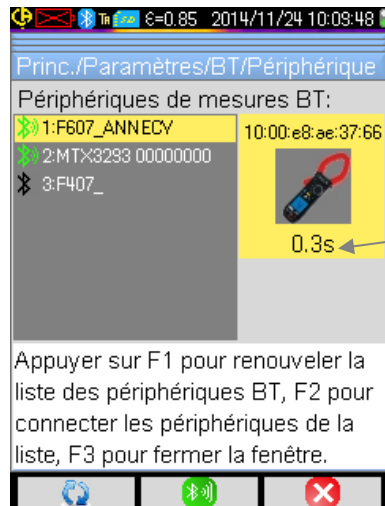 Ta ε=0.85 2014/11/24 10:09:48
Princ./Paramètres/BT/Périphérique
Périphériques de mesures BT:
1:F607_ANNECY
10:00:e8:ae:37:66
2:MTX3293 00000000
3:F407_
0.3s
Appuyer sur F1 pour renouveler la
liste des périphériques BT, F2 pour
connecter les périphériques de la
liste, F3 pour fermer la fenêtre.